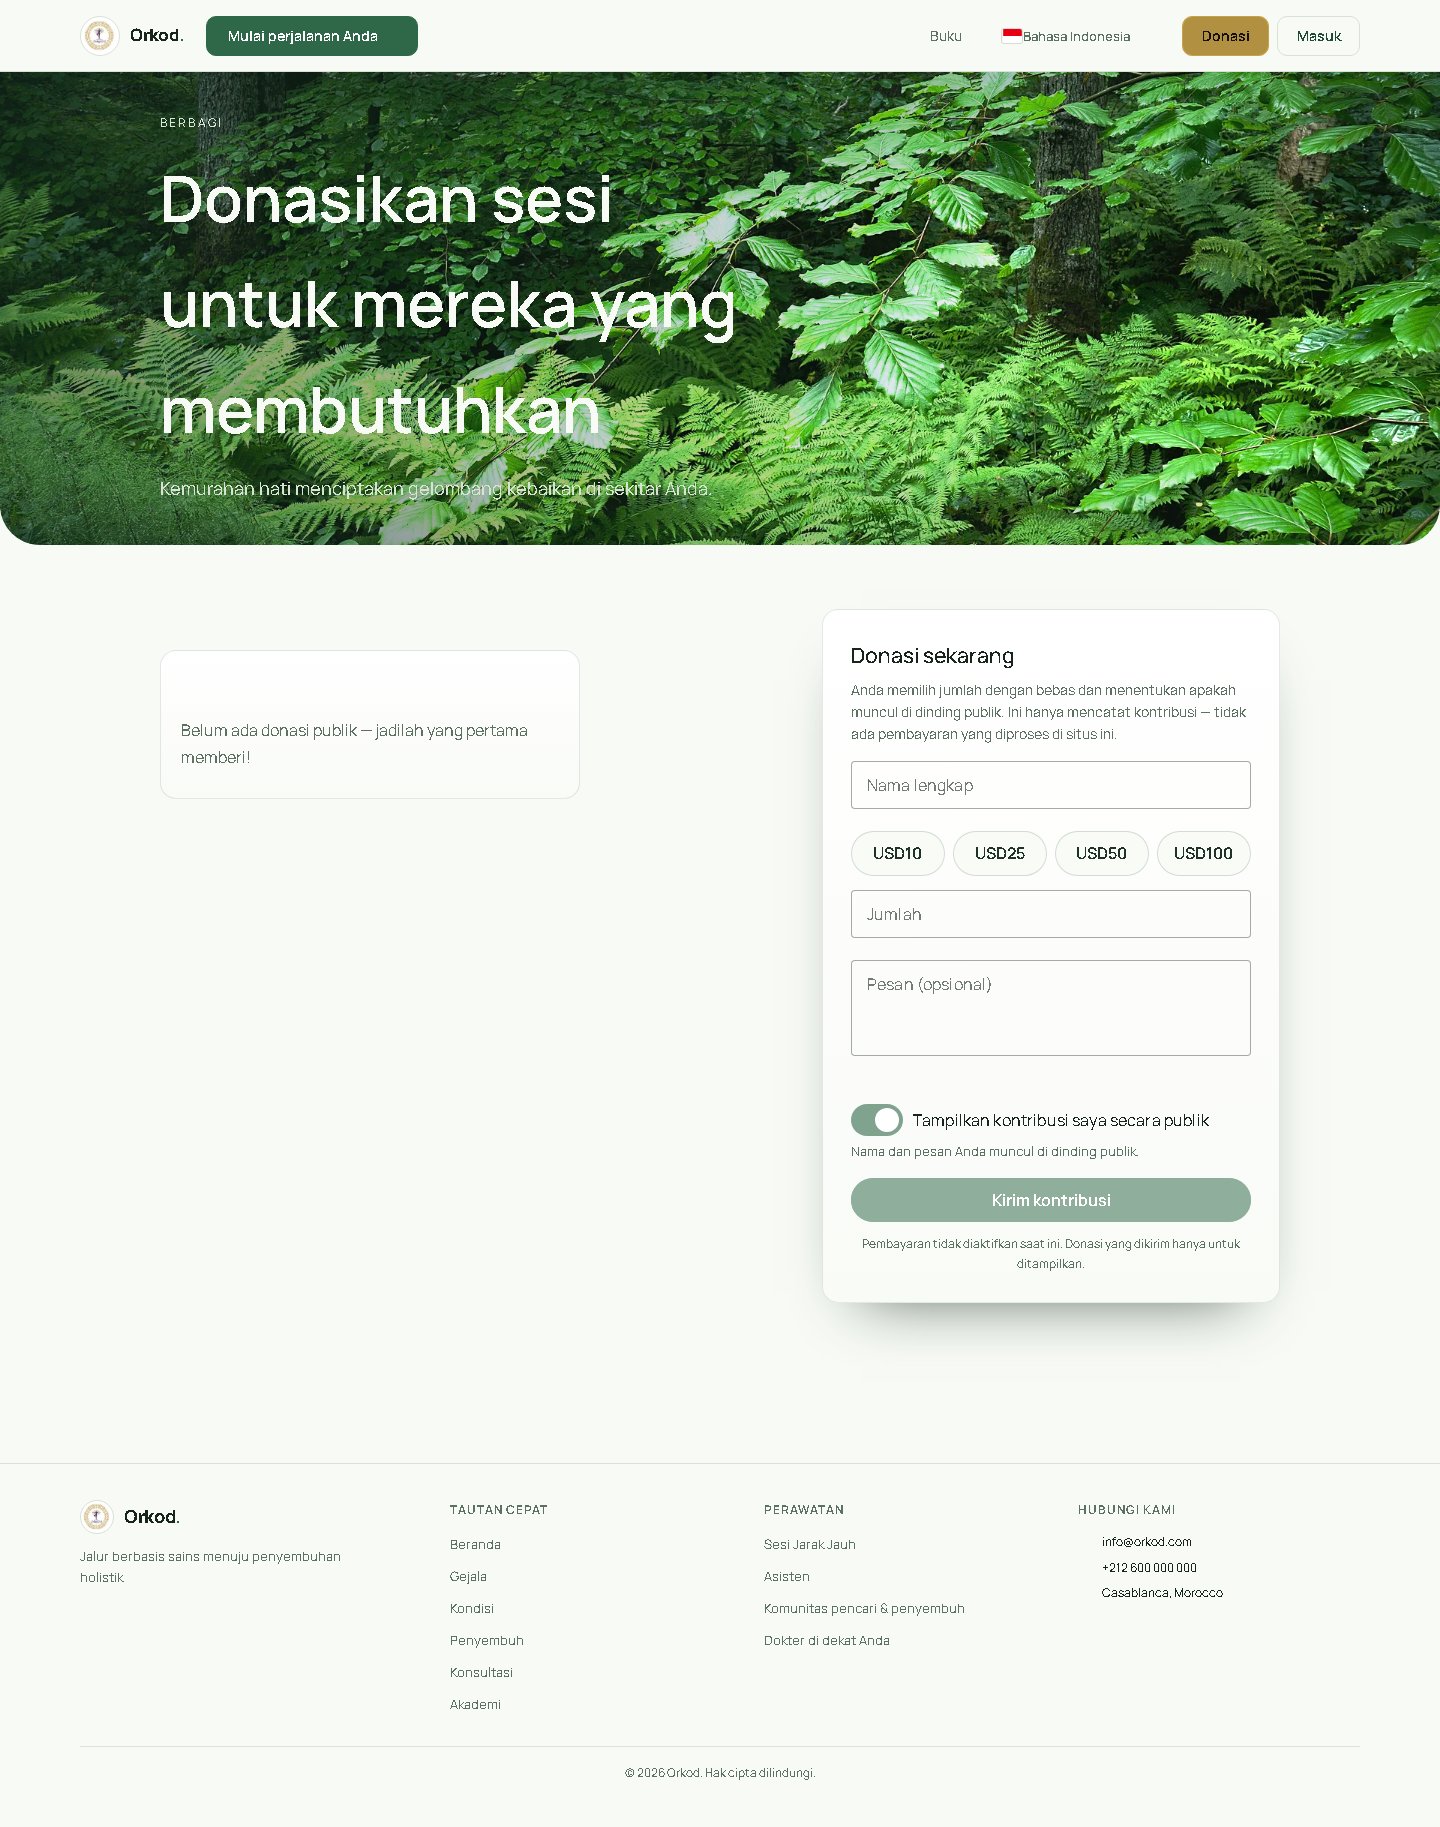 Orkod.
Mulai perjalanan Anda
Buku
Bahasa Indonesia
Donasi
Masuk
BERBAGI
Donasikan sesi
untuk mereka yang
membutuhkan
Kemurahan hati menciptakan gelombang kebaikan di sekitar Anda.
Belum ada donasi publik — jadilah yang pertama
memberi!
Donasi sekarang
Anda memilih jumlah dengan bebas dan menentukan apakah
muncul di dinding publik. Ini hanya mencatat kontribusi — tidak
ada pembayaran yang diproses di situs ini.
Nama lengkap
USD10
USD25
USD50
USD100
Jumlah
Pesan (opsional)
Tampilkan kontribusi saya secara publik
Nama dan pesan Anda muncul di dinding publik.
Kirim kontribusi
Pembayaran tidak diaktifkan saat ini. Donasi yang dikirim hanya untuk
ditampilkan.
Orkod.
Jalur berbasis sains menuju penyembuhan
holistik.
TAUTAN CEPAT
Beranda
Gejala
Kondisi
Penyembuh
Konsultasi
Akademi
PERAWATAN
Sesi Jarak Jauh
Asisten
Komunitas pencari & penyembuh
Dokter di dekat Anda
HUBUNGI KAMI
info@orkod.com
+212 600 000 000
Casablanca, Morocco
© 2026 Orkod. Hak cipta dilindungi.